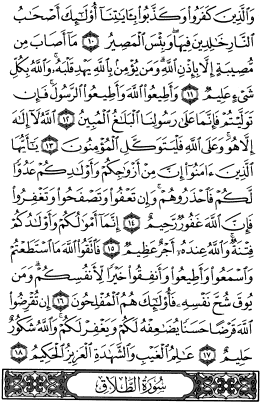 وَالَّذِينَ كَفَرُوا وَكَذَّبُوا بِآيَاتِنَا أُولَٰئِكَ أَصْحَابُ
النَّارِ خَالِدِينَ فِيهَا ۖ وَبِئْسَ الْمَصِيرُ ﴿١٠﴾ مَا أَصَابَ مِن
مُّصِيبَةٍ إِلَّا بِإِذْنِ اللَّهِ ۗ وَمَن يُؤْمِن بِاللَّهِ يَهْدِ قَلْبَهُ ۚ وَاللَّهُ بِكُلِّ
شَيْءٍ عَلِيمٌ ﴿١١﴾ وَأَطِيعُوا اللَّهَ وَأَطِيعُوا الرَّسُولَ ۚ فَإِن
تَوَلَّيْتُمْ فَإِنَّمَا عَلَىٰ رَسُولِنَا الْبَلَاغُ الْمُبِينُ ﴿١٢﴾ اللَّهُ لَا إِلَٰهَ
إِلَّا هُوَ ۚ وَعَلَى اللَّهِ فَلْيَتَوَكَّلِ الْمُؤْمِنُونَ ﴿١٣﴾ يَا أَيُّهَا
الَّذِينَ آمَنُوا إِنَّ مِنْ أَزْوَاجِكُمْ وَأَوْلَادِكُمْ عَدُوًّا
لَّكُمْ فَاحْذَرُوهُمْ ۚ وَإِن تَعْفُوا وَتَصْفَحُوا وَتَغْفِرُوا
فَإِنَّ اللَّهَ غَفُورٌ رَّحِيمٌ ﴿١٤﴾ إِنَّمَا أَمْوَالُكُمْ وَأَوْلَادُكُمْ
فِتْنَةٌ ۚ وَاللَّهُ عِندَهُ أَجْرٌ عَظِيمٌ ﴿١٥﴾ فَاتَّقُوا اللَّهَ مَا اسْتَطَعْتُمْ
وَاسْمَعُوا وَأَطِيعُوا وَأَنفِقُوا خَيْرًا لِّأَنفُسِكُمْ ۗ وَمَن
يُوقَ شُحَّ نَفْسِهِ فَأُولَٰئِكَ هُمُ الْمُفْلِحُونَ ﴿١٦﴾ إِن تُقْرِضُوا
اللَّهَ قَرْضًا حَسَنًا يُضَاعِفْهُ لَكُمْ وَيَغْفِرْ لَكُمْ ۚ وَاللَّهُ شَكُورٌ
حَلِيمٌ ﴿١٧﴾ عَالِمُ الْغَيْبِ وَالشَّهَادَةِ الْعَزِيزُ الْحَكِيمُ ﴿١٨﴾
سُورَةُ الطَّلَاقِ